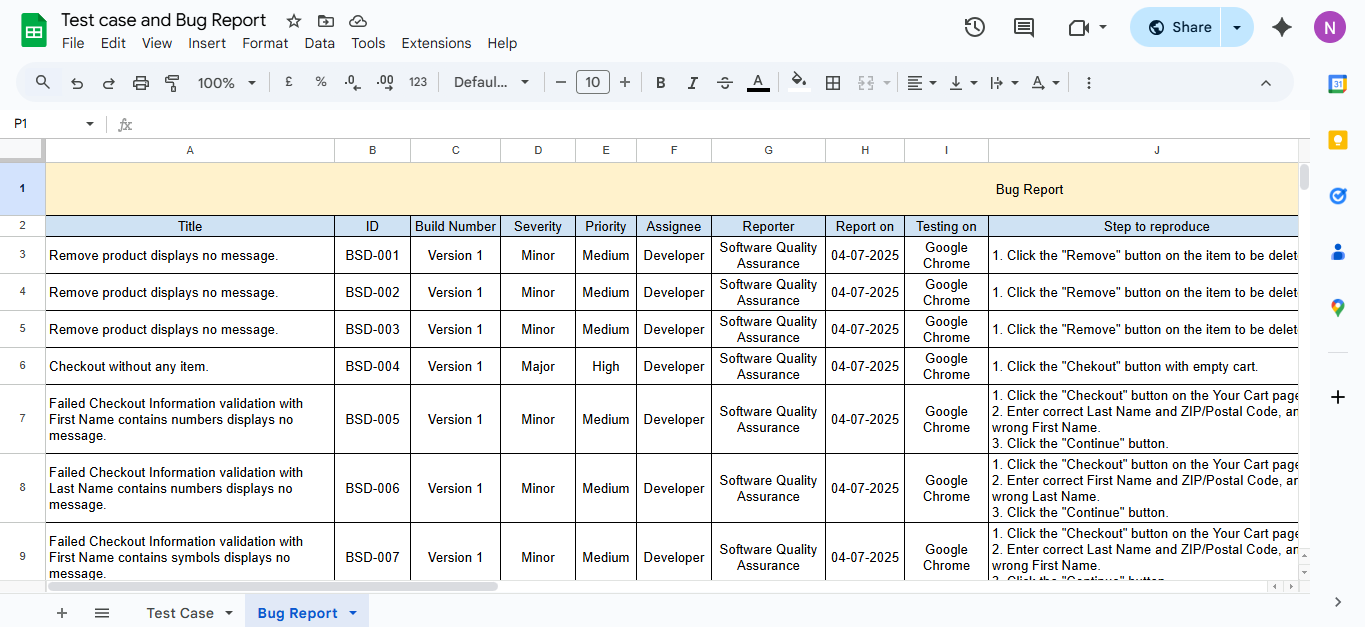 Test case and Bug Report
File Edit View Insert Format Data Tools Extensions Help
Share
N
100% £ % .0 .00 123 Defaul... 10 B I A A
31
P1 fx
A B C D E F G H I J
1 Bug Report
2 Title ID Build Number Severity Priority Assignee Reporter Report on Testing on Step to reproduce
3 Remove product displays no message. BSD-001 Version 1 Minor Medium Developer Software Quality Assurance 04-07-2025 Google Chrome 1. Click the "Remove" button on the item to be delet
4 Remove product displays no message. BSD-002 Version 1 Minor Medium Developer Software Quality Assurance 04-07-2025 Google Chrome 1. Click the "Remove" button on the item to be delet
5 Remove product displays no message. BSD-003 Version 1 Minor Medium Developer Software Quality Assurance 04-07-2025 Google Chrome 1. Click the "Remove" button on the item to be delet
6 Checkout without any item. BSD-004 Version 1 Major High Developer Software Quality Assurance 04-07-2025 Google Chrome 1. Click the "Chekout" button with empty cart.
7 Failed Checkout Information validation with
First Name contains numbers displays no
message.
BSD-005 Version 1 Minor Medium Developer Software Quality Assurance 04-07-2025 Google Chrome
1. Click the "Checkout" button on the Your Cart page
2. Enter correct Last Name and ZIP/Postal Code, an
wrong First Name.
3. Click the "Continue" button.
8 Failed Checkout Information validation with
Last Name contains numbers displays no
message.
BSD-006 Version 1 Minor Medium Developer Software Quality Assurance 04-07-2025 Google Chrome
1. Click the "Checkout" button on the Your Cart page
2. Enter correct First Name and ZIP/Postal Code, an
wrong Last Name.
3. Click the "Continue" button.
9 Failed Checkout Information validation with
First Name contains symbols displays no
message.
BSD-007 Version 1 Minor Medium Developer Software Quality Assurance 04-07-2025 Google Chrome
1. Click the "Checkout" button on the Your Cart page
2. Enter correct Last Name and ZIP/Postal Code, an
wrong First Name.
3. Click the "Continue" button.
Test Case Bug Report